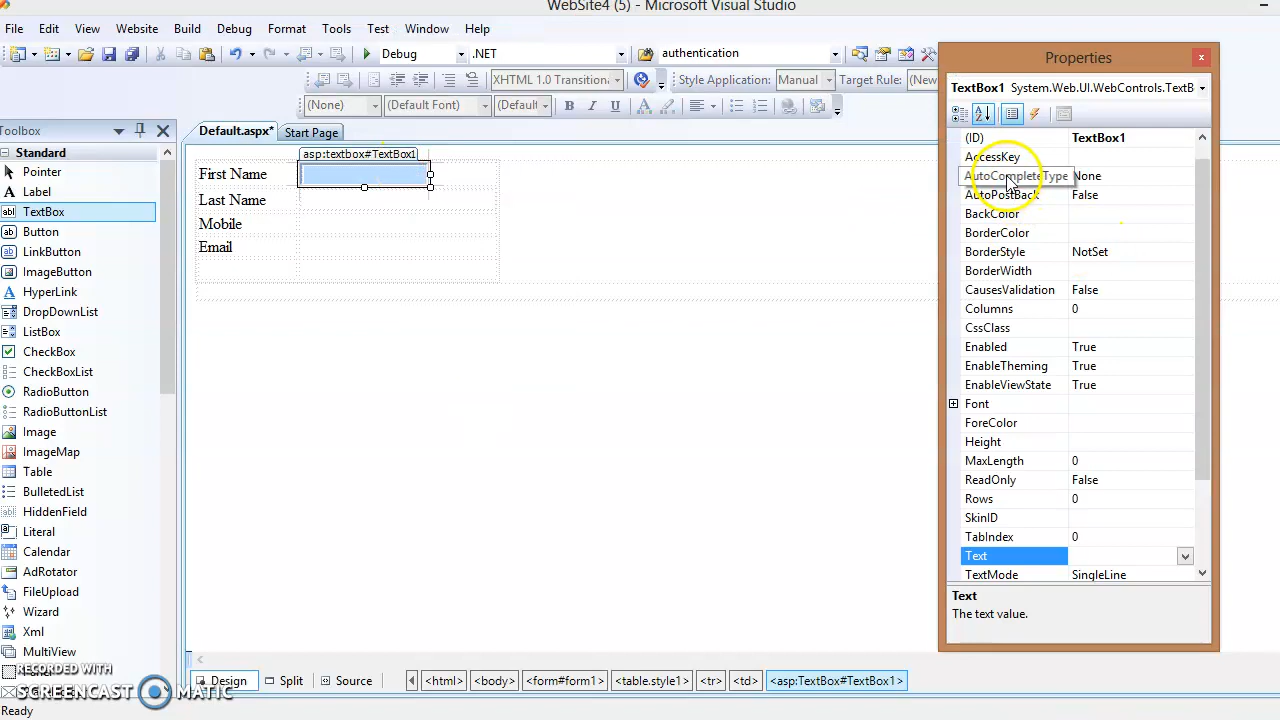 WebSite4 (5) - Microsoft Visual Studio
File Edit View Website Build Debug Format Tools Test Window Help
Debug .NET authentication
XHTML 1.0 Transition Style Application: Manual Target Rule: (New
(None) (Default Font) (Default B I U A
Toolbox
Default.aspx* Start Page
Standard
Pointer
Label
TextBox
Button
LinkButton
ImageButton
HyperLink
DropDownList
ListBox
CheckBox
CheckBoxList
RadioButton
RadioButtonList
Image
ImageMap
Table
BulletedList
HiddenField
Literal
Calendar
AdRotator
FileUpload
Wizard
Xml
MultiView
asp:textbox#TextBox1
First Name
Last Name
Mobile
Email
Properties
TextBox1 System.Web.UI.WebControls.TextB
(ID) TextBox1
AccessKey
AutoCompleteType None
AutoPostBack False
BackColor
BorderColor
BorderStyle NotSet
BorderWidth
CausesValidation False
Columns 0
CssClass
Enabled True
EnableTheming True
EnableViewState True
Font
ForeColor
Height
MaxLength 0
ReadOnly False
Rows 0
SkinID
TabIndex 0
Text
TextMode SingleLine
Text
The text value.
Design Split Source <html> <body> <form#form1> <table.style1> <tr> <td> <asp:TextBox#TextBox1>
RECORDED WITH
SCREENCAST MATIC
Ready